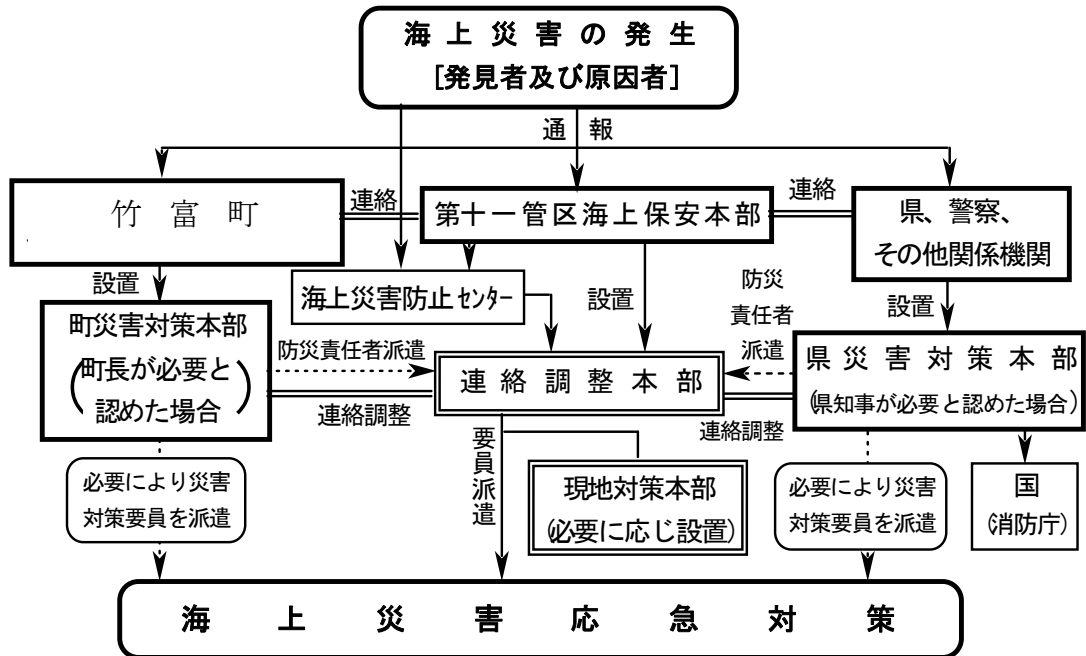 海上災害の発生
[発見者及び原因者]
通報
竹富町
連絡
第十一管区海上保安本部
連絡
県、警察、
その他関係機関
設置
海上災害防止センター
設置
防災
責任者
派遣
設置
町災害対策本部
(町長が必要と
認めた場合)
防災責任者派遣
連絡調整
連絡調整本部
連絡調整
県災害対策本部
(県知事が必要と認めた場合)
必要により災害
対策要員を派遣
要員派遣
現地対策本部
(必要に応じ設置)
必要により災害
対策要員を派遣
国
(消防庁)
海上災害応急対策